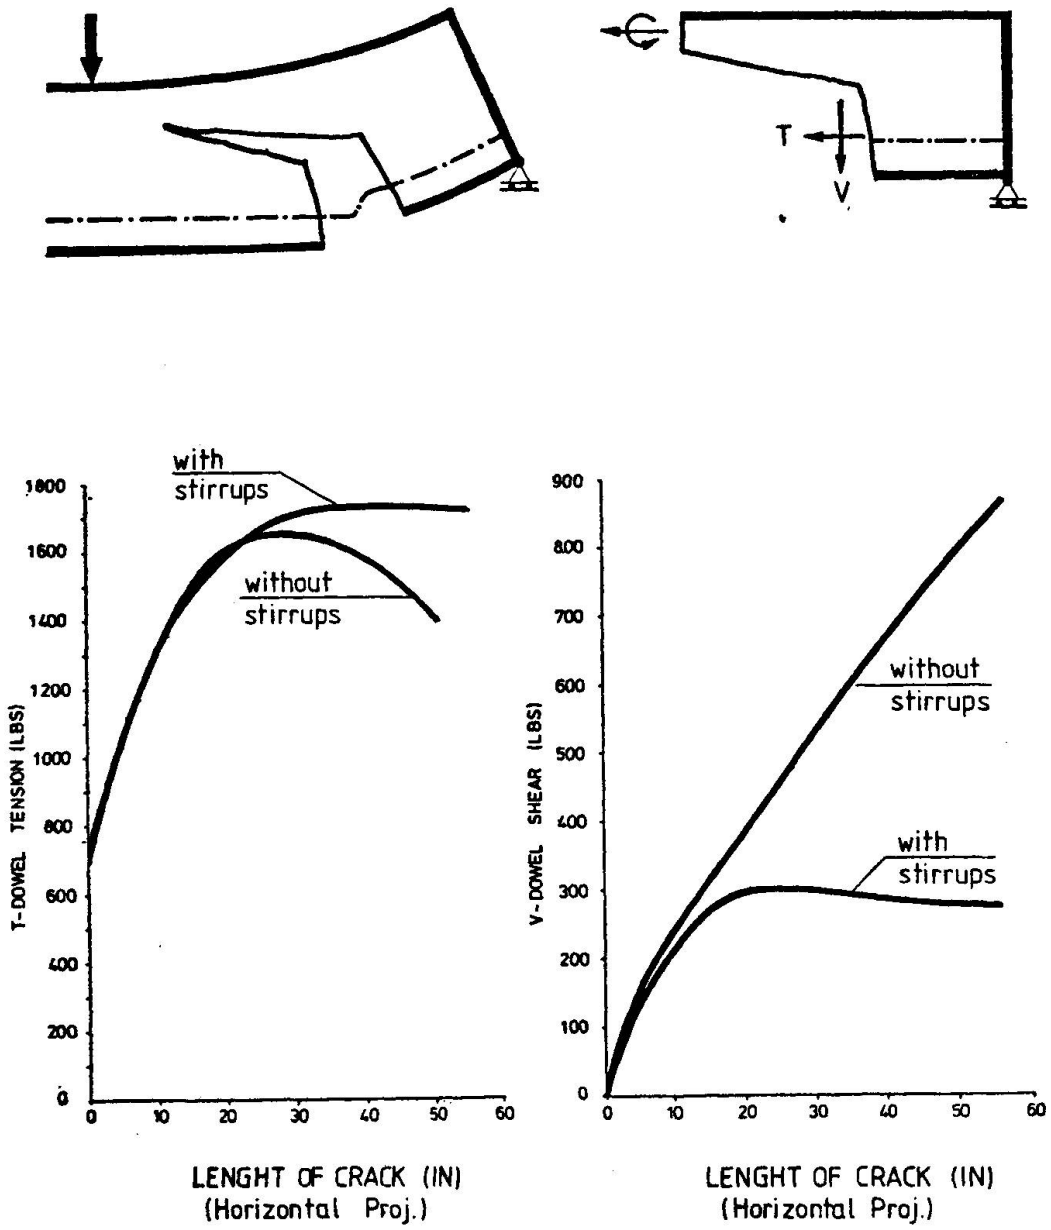 T
V
with
stirrups
without
stirrups
T-DOWEL TENSION (LBS)
1800
1600
1400
1200
1000
800
600
400
200
0
0 10 20 30 40 50 60
LENGHT OF CRACK (IN)
(Horizontal Proj.)
without
stirrups
with
stirrups
V-DOWEL SHEAR (LBS)
900
800
700
600
500
400
300
200
100
0
0 10 20 30 40 50 60
LENGHT OF CRACK (IN)
(Horizontal Proj.)